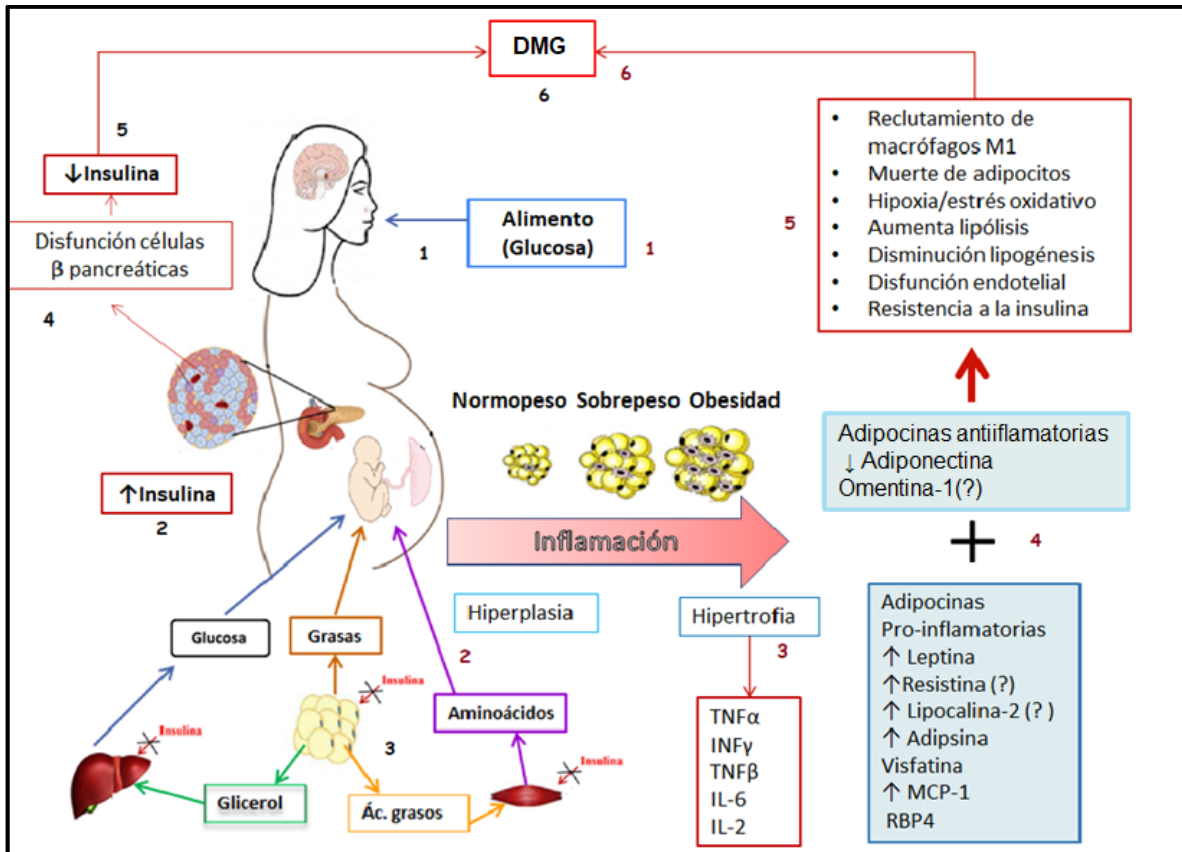 DMG
6
6
5
↓Insulina
Disfunción células
β pancreáticas
4
1
Alimento
(Glucosa)
1
5
• Reclutamiento de
macrófagos M1
• Muerte de adipocitos
• Hipoxia/estrés oxidativo
• Aumenta lipólisis
• Disminución lipogénesis
• Disfunción endotelial
• Resistencia a la insulina
Normopeso Sobrepeso Obesidad
Adipocinas antiiflamatorias
↓ Adiponectina
Omentina-1(?)
+
4
↑Insulina
2
Inflamación
Hiperplasia
2
Hipertrofia
3
TNFα
INFγ
TNFβ
IL-6
IL-2
Adipocinas
Pro-inflamatorias
↑ Leptina
↑Resistina (?)
↑ Lipocalina-2 (? )
↑ Adipsina
Visfatina
↑ MCP-1
RBP4
Glucosa
Grasas
Aminoácidos
Insulina
Insulina
Insulina
3
Glicerol
Ác. grasos